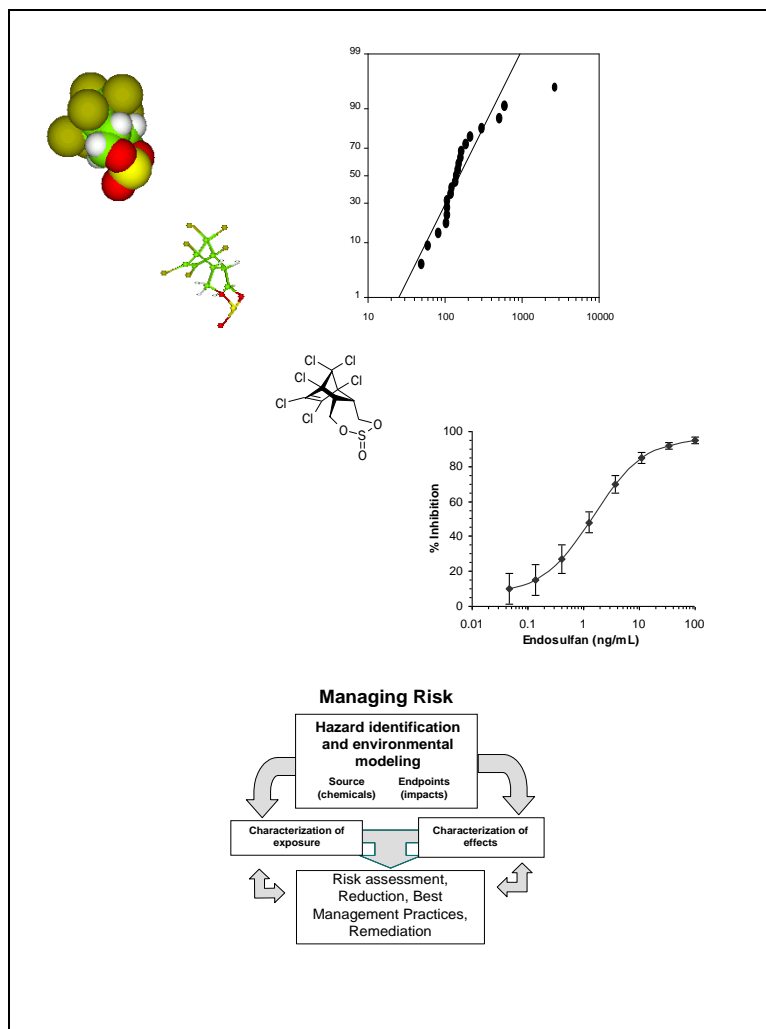 99
90
70
50
30
10
1
10
100
1000
10000
Cl
Cl
Cl
Cl
Cl
Cl
O
O
S
O
100
80
60
40
20
0
% Inhibition
0.01
0.1
1
10
100
Endosulfan (ng/mL)
Managing Risk
Hazard identification
and environmental
modeling
Source Endpoints
(chemicals) (impacts)
Characterization of
exposure
Characterization of
effects
Risk assessment,
Reduction, Best
Management Practices,
Remediation